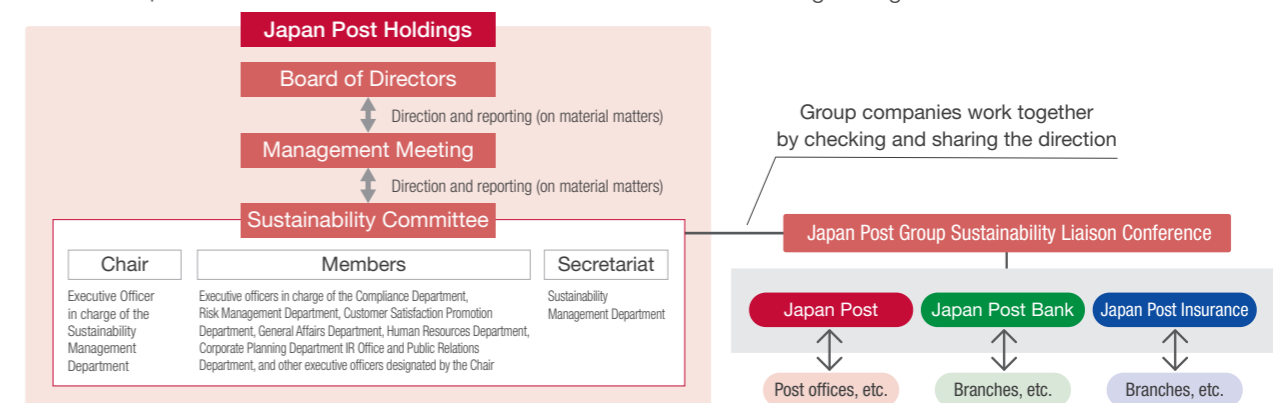 Japan Post Holdings
Board of Directors
Direction and reporting (on material matters)
Management Meeting
Direction and reporting (on material matters)
Sustainability Committee
Chair
Executive Officer
in charge of the
Sustainability
Management
Department
Members
Executive officers in charge of the Compliance Department,
Risk Management Department, Customer Satisfaction Promotion
Department, General Affairs Department, Human Resources Department,
Corporate Planning Department IR Office and Public Relations
Department, and other executive officers designated by the Chair
Secretariat
Sustainability
Management Department
Group companies work together
by checking and sharing the direction
Japan Post Group Sustainability Liaison Conference
Japan Post
Japan Post Bank
Japan Post Insurance
Post offices, etc.
Branches, etc.
Branches, etc.